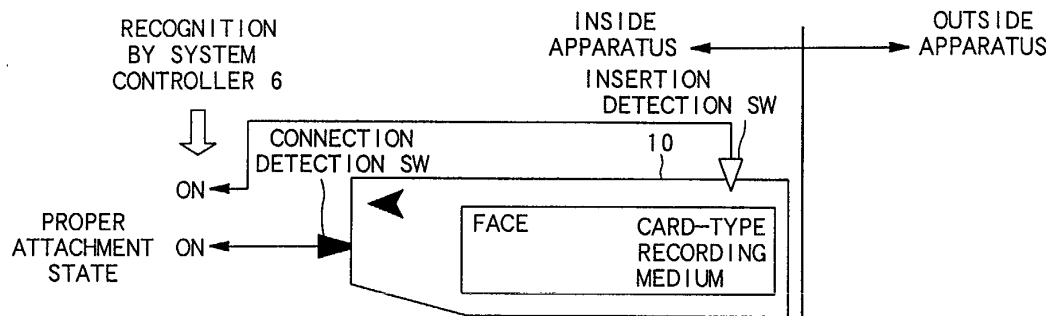 RECOGNITION
BY SYSTEM
CONTROLLER 6
INSIDE
APPARATUS
OUTSIDE
APPARATUS
INSERTION
DETECTION SW
CONNECTION
DETECTION SW
10
ON
PROPER
ATTACHMENT
STATE
ON
FACE
CARD-TYPE
RECORDING
MEDIUM